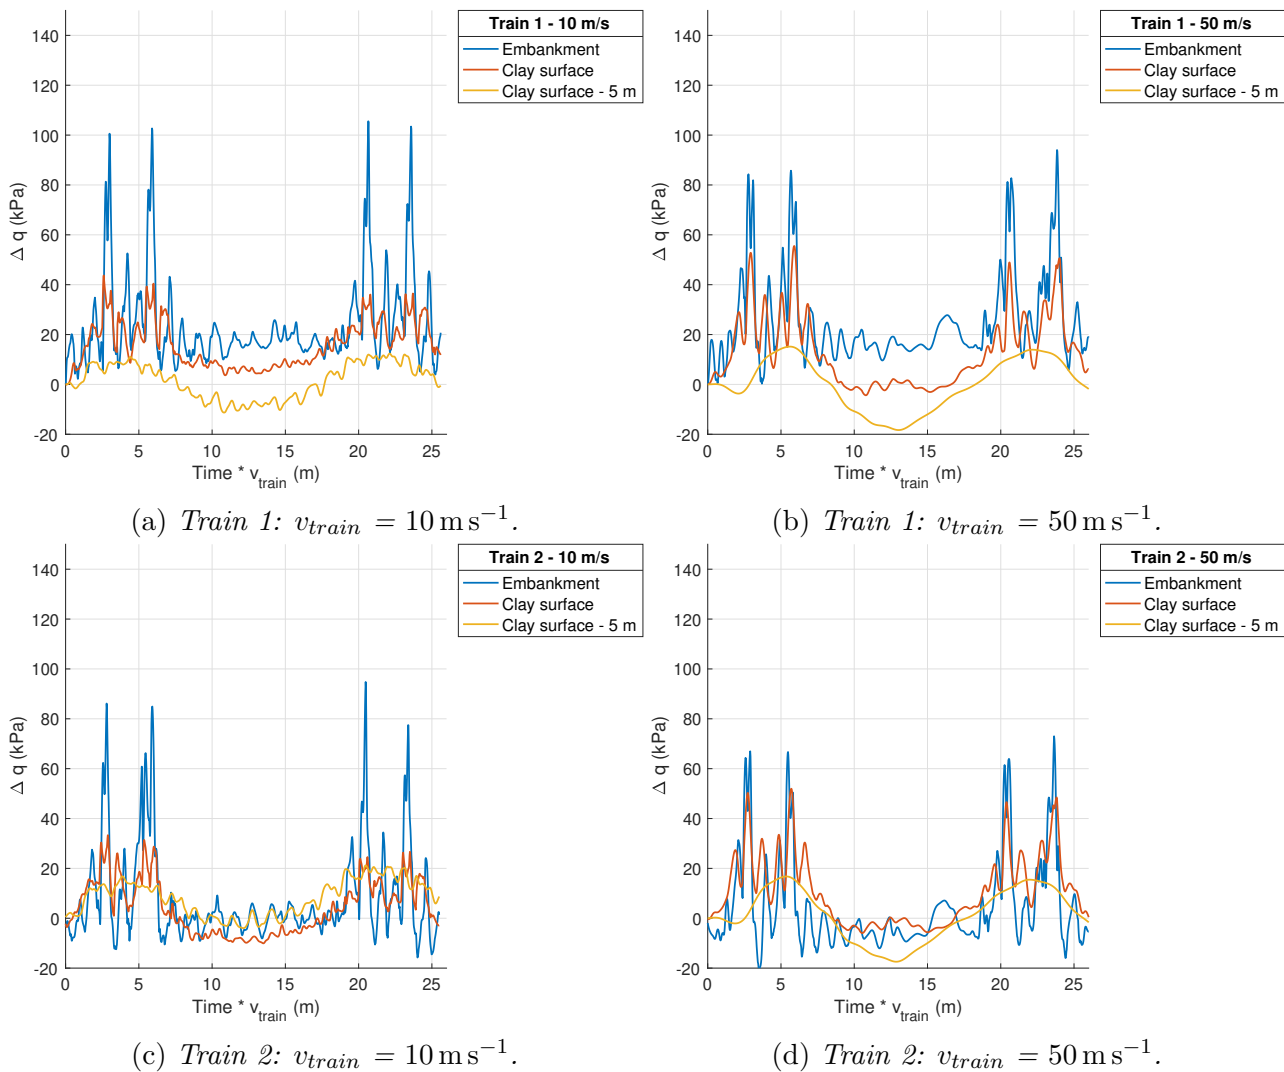 Train 1 - 10 m/s
Embankment
Clay surface
Clay surface - 5 m
140
120
100
80
60
40
20
0
-20
Δ q (kPa)
0 5 10 15 20 25
Time * v_train (m)
(a) Train 1: v_train = 10 m s⁻¹.
Train 1 - 50 m/s
Embankment
Clay surface
Clay surface - 5 m
140
120
100
80
60
40
20
0
-20
Δ q (kPa)
0 5 10 15 20 25
Time * v_train (m)
(b) Train 1: v_train = 50 m s⁻¹.
Train 2 - 10 m/s
Embankment
Clay surface
Clay surface - 5 m
140
120
100
80
60
40
20
0
-20
Δ q (kPa)
0 5 10 15 20 25
Time * v_train (m)
(c) Train 2: v_train = 10 m s⁻¹.
Train 2 - 50 m/s
Embankment
Clay surface
Clay surface - 5 m
140
120
100
80
60
40
20
0
-20
Δ q (kPa)
0 5 10 15 20 25
Time * v_train (m)
(d) Train 2: v_train = 50 m s⁻¹.